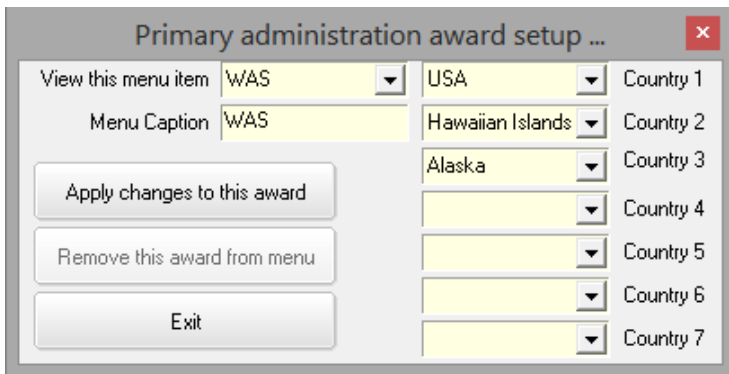 Primary administration award setup ...
View this menu item WAS USA Country 1
Menu Caption WAS Hawaiian Islands Country 2
Alaska Country 3
Apply changes to this award
Country 4
Remove this award from menu Country 5
Country 6
Exit
Country 7